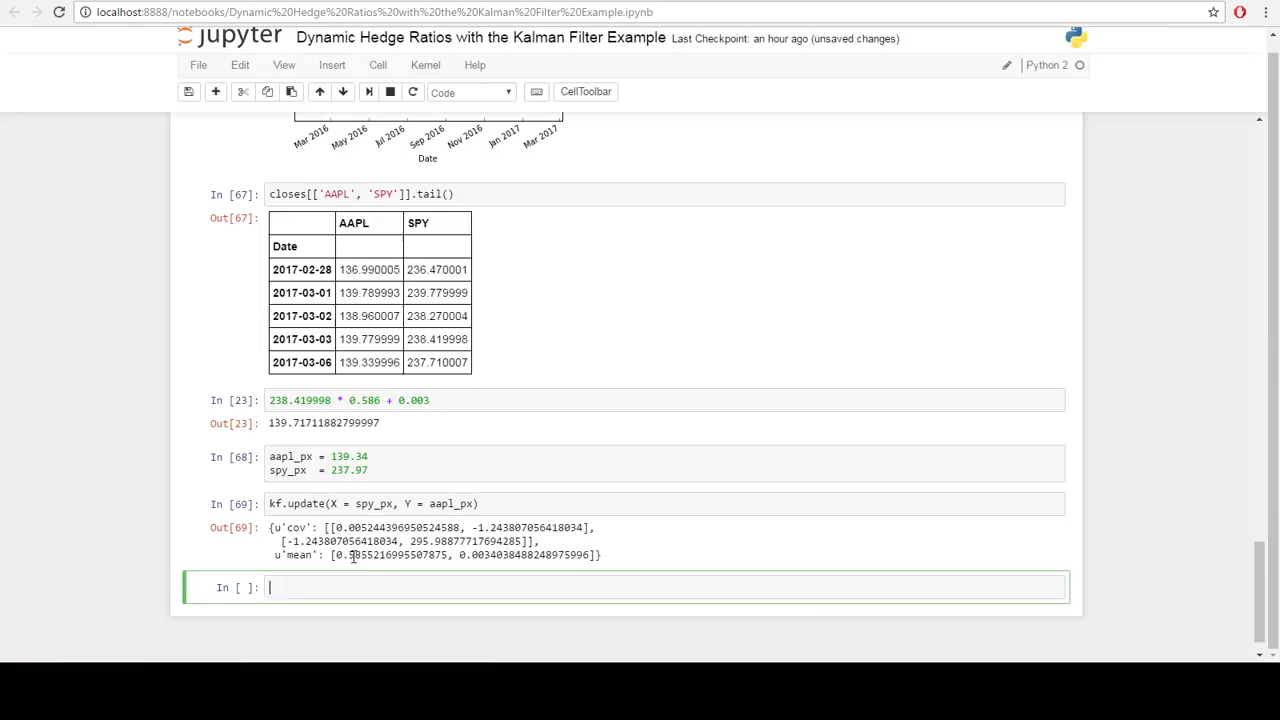 localhost:8888/notebooks/Dynamic%20Hedge%20Ratios%20with%20the%20Kalman%20Filter%20Example.ipynb
jupyter Dynamic Hedge Ratios with the Kalman Filter Example Last Checkpoint: an hour ago (unsaved changes)
File Edit View Insert Cell Kernel Help Python 2
Code CellToolbar
Mar 2016 May 2016 Jul 2016 Sep 2016 Nov 2016 Jan 2017 Mar 2017
Date
In [67]: closes[['AAPL', 'SPY']].tail()
Out[67]:
AAPL SPY
Date
2017-02-28 136.990005 236.470001
2017-03-01 139.789993 239.779999
2017-03-02 138.960007 238.270004
2017-03-03 139.779999 238.419998
2017-03-06 139.339996 237.710007
In [23]: 238.419998 * 0.586 + 0.003
Out[23]: 139.71711882799997
In [68]: aapl_px = 139.34
spy_px = 237.97
In [69]: kf.update(X = spy_px, Y = aapl_px)
Out[69]: {u'cov': [[0.005244396950524588, -1.243807056418034],
[-1.243807056418034, 295.98877717694285]],
u'mean': [0.5855216995507875, 0.0034038488248975996]}
In [ ]: